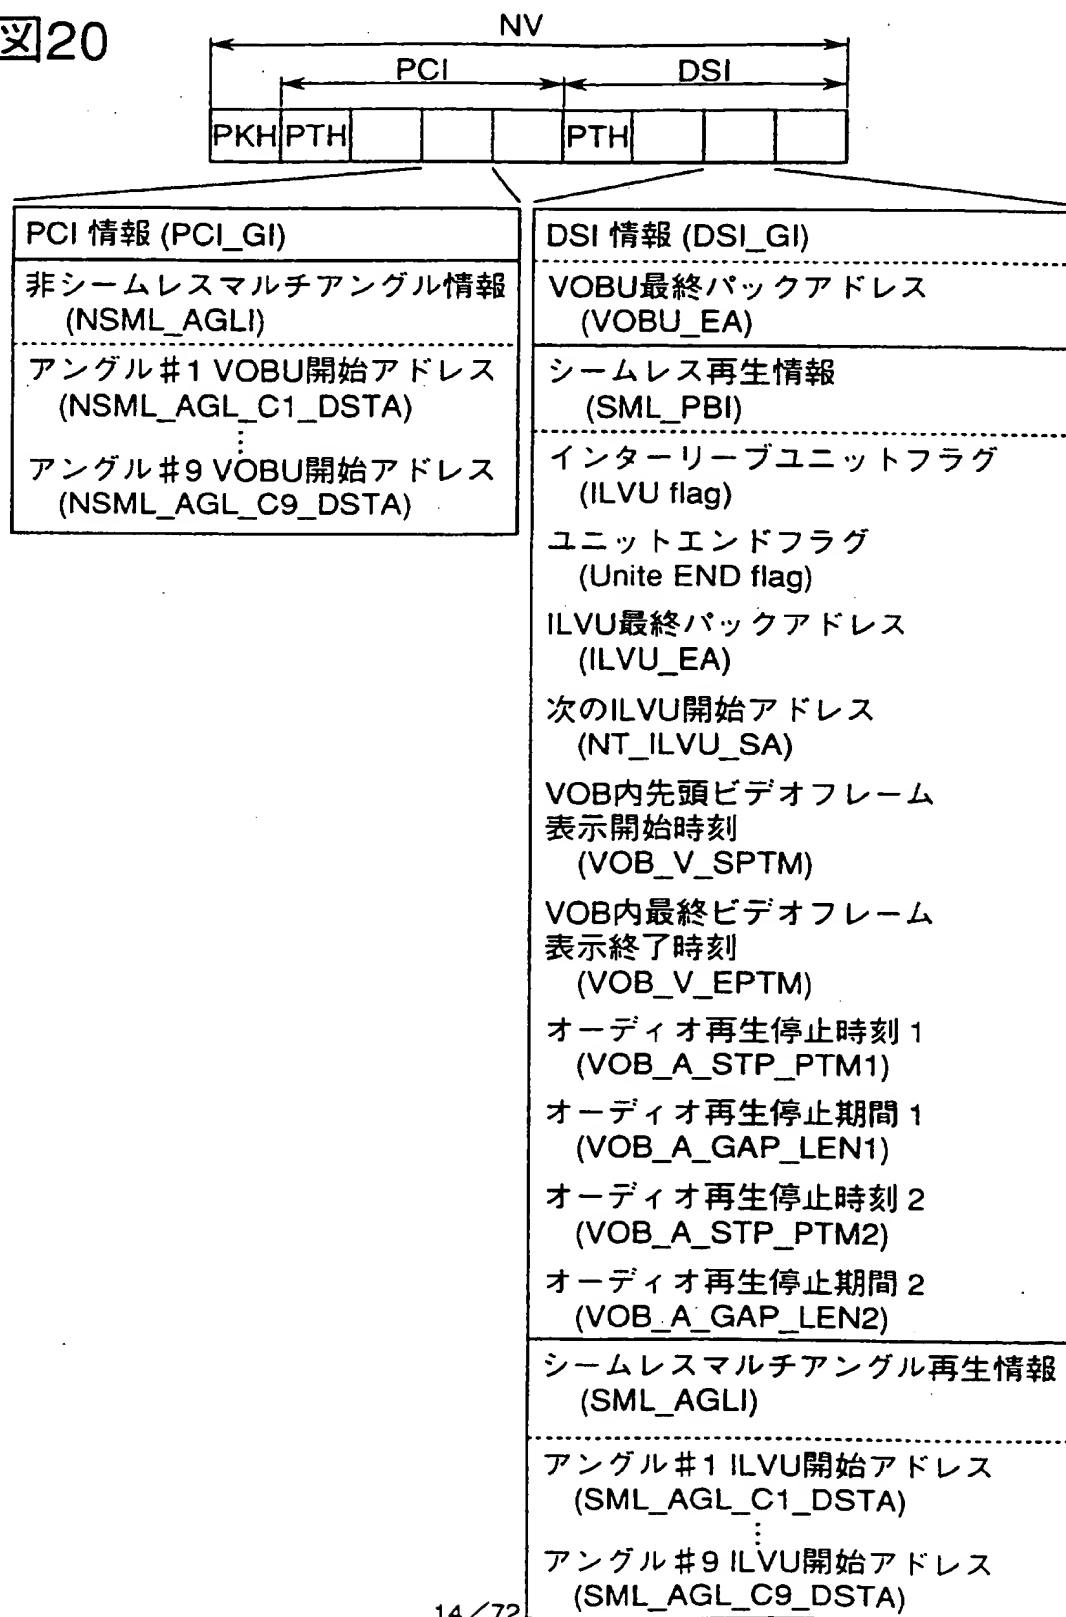 図20
NV
PCI DSI
PKH PTH PTH
PCI 情報 (PCI_GI)
非シームレスマルチアングル情報
(NSML_AGLI)
アングル#1 VOBU開始アドレス
(NSML_AGL_C1_DSTA)
⋮
アングル#9 VOBU開始アドレス
(NSML_AGL_C9_DSTA)
DSI 情報 (DSI_GI)
VOBU最終パックアドレス
(VOBU_EA)
シームレス再生情報
(SML_PBI)
インターリーブユニットフラグ
(ILVU flag)
ユニットエンドフラグ
(Unite END flag)
ILVU最終パックアドレス
(ILVU_EA)
次のILVU開始アドレス
(NT_ILVU_SA)
VOB内先頭ビデオフレーム
表示開始時刻
(VOB_V_SPTM)
VOB内最終ビデオフレーム
表示終了時刻
(VOB_V_EPTM)
オーディオ再生停止時刻 1
(VOB_A_STP_PTM1)
オーディオ再生停止期間 1
(VOB_A_GAP_LEN1)
オーディオ再生停止時刻 2
(VOB_A_STP_PTM2)
オーディオ再生停止期間 2
(VOB_A_GAP_LEN2)
シームレスマルチアングル再生情報
(SML_AGLI)
アングル#1 ILVU開始アドレス
(SML_AGL_C1_DSTA)
⋮
アングル#9 ILVU開始アドレス
(SML_AGL_C9_DSTA)
14/72